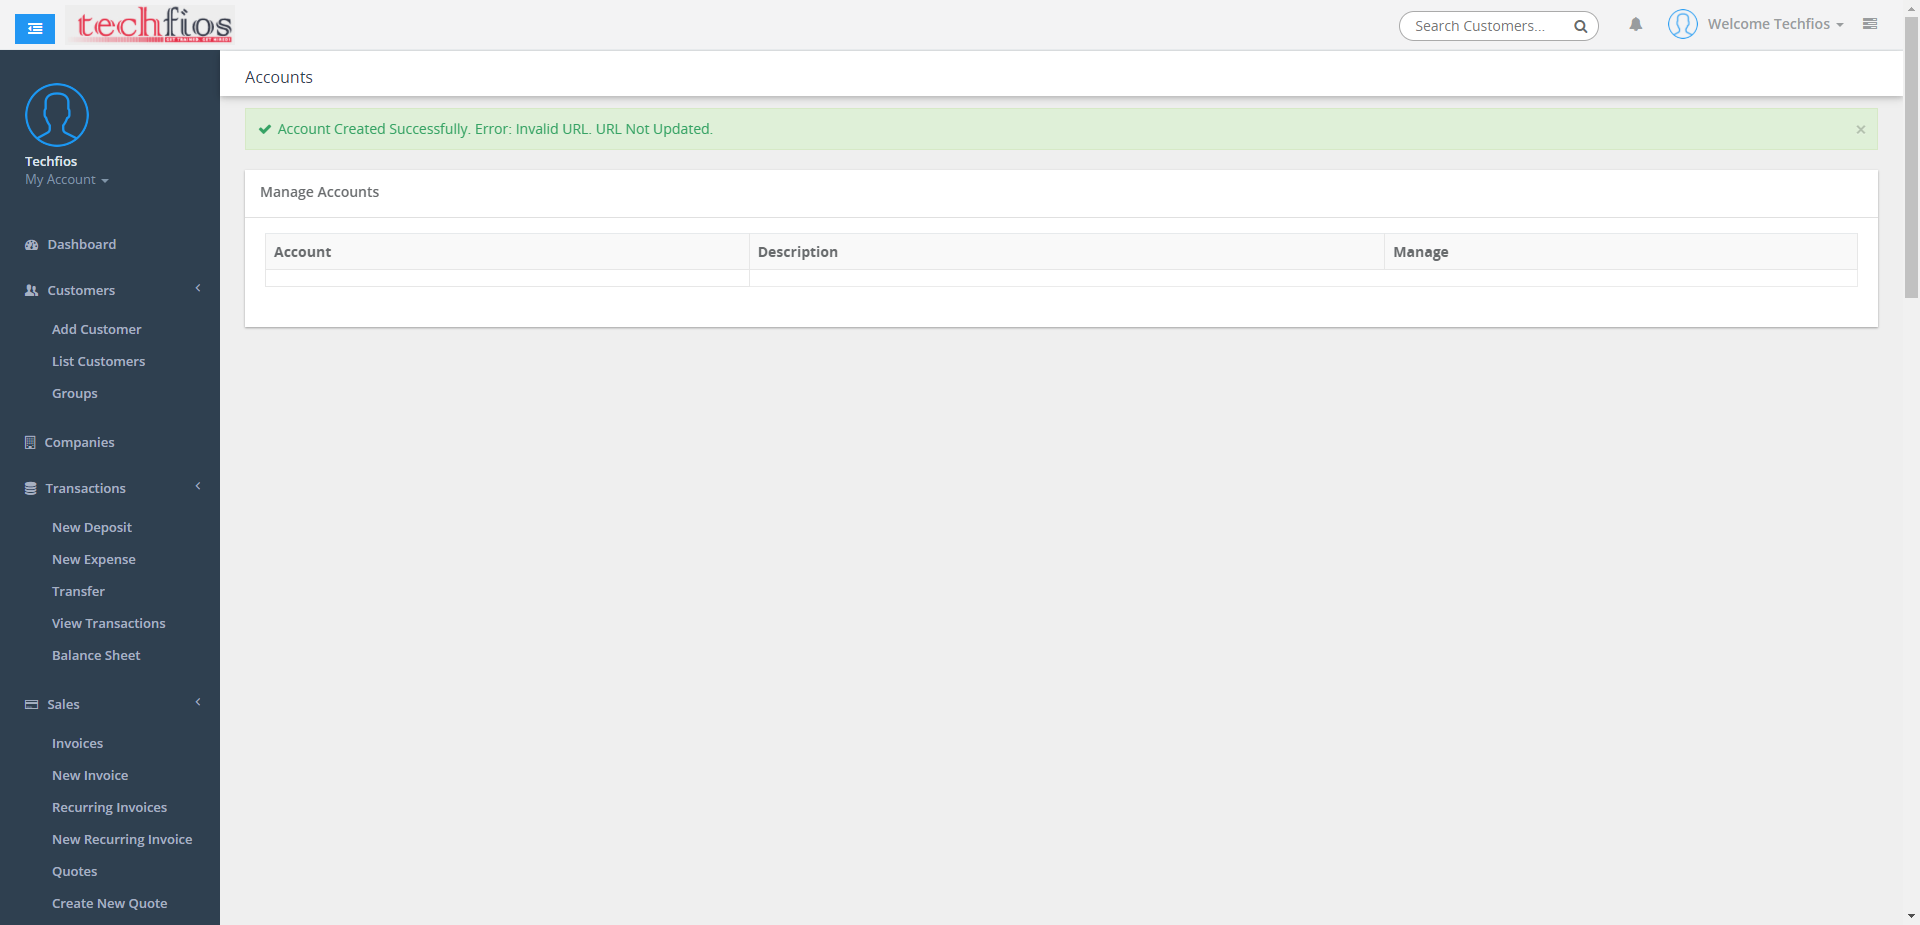 techfios
Search Customers...
Welcome Techfios
Accounts
Account Created Successfully. Error: Invalid URL. URL Not Updated.
×
Manage Accounts
Account Description Manage
Techfios
My Account
Dashboard
Customers
Add Customer
List Customers
Groups
Companies
Transactions
New Deposit
New Expense
Transfer
View Transactions
Balance Sheet
Sales
Invoices
New Invoice
Recurring Invoices
New Recurring Invoice
Quotes
Create New Quote